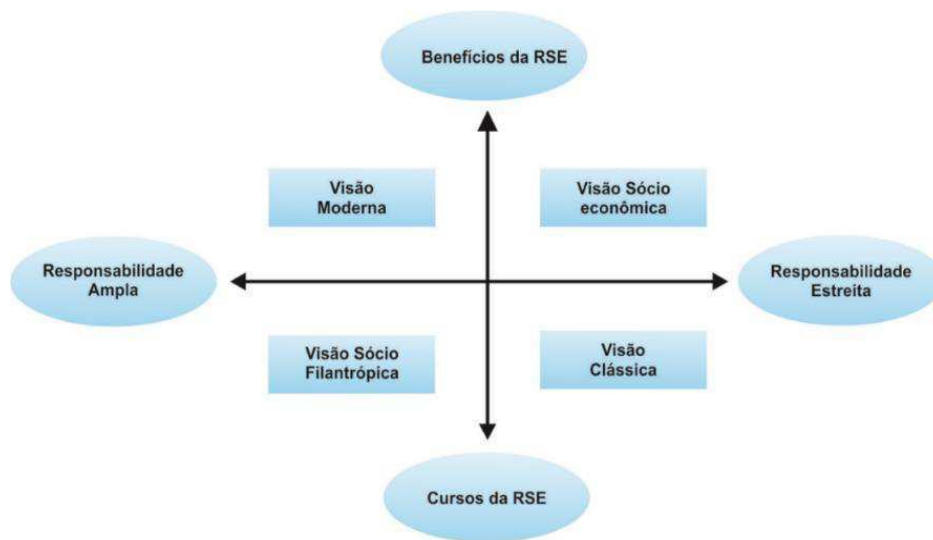 Benefícios da RSE
Visão
Moderna
Visão Sócio
econômica
Responsabilidade
Ampla
Responsabilidade
Estreita
Visão Sócio
Filantrópica
Visão
Clássica
Cursos da RSE